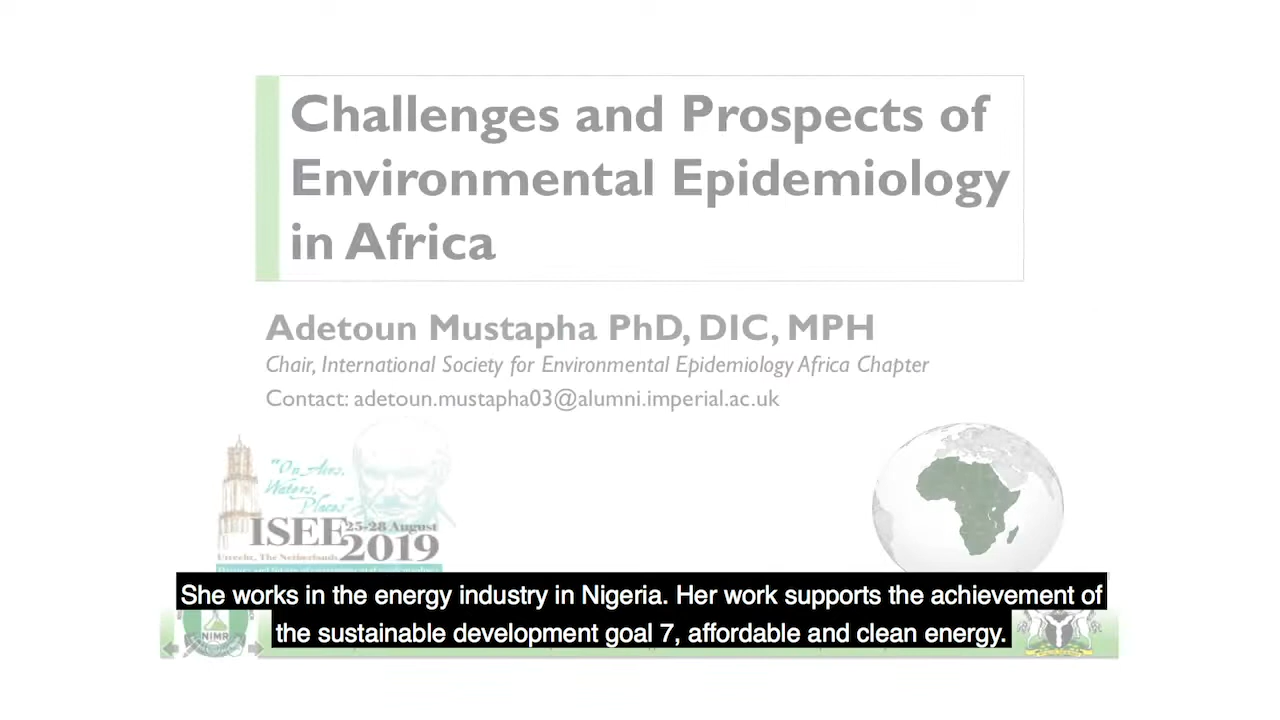 Challenges and Prospects of
Environmental Epidemiology
in Africa
Adetoun Mustapha PhD, DIC, MPH
Chair, International Society for Environmental Epidemiology Africa Chapter
Contact: adetoun.mustapha03@alumni.imperial.ac.uk
"On Airs,
Waters,
Places"
ISEE 25-28 August
2019
Utrecht, The Netherlands
She works in the energy industry in Nigeria. Her work supports the achievement of
the sustainable development goal 7, affordable and clean energy.
NIMR